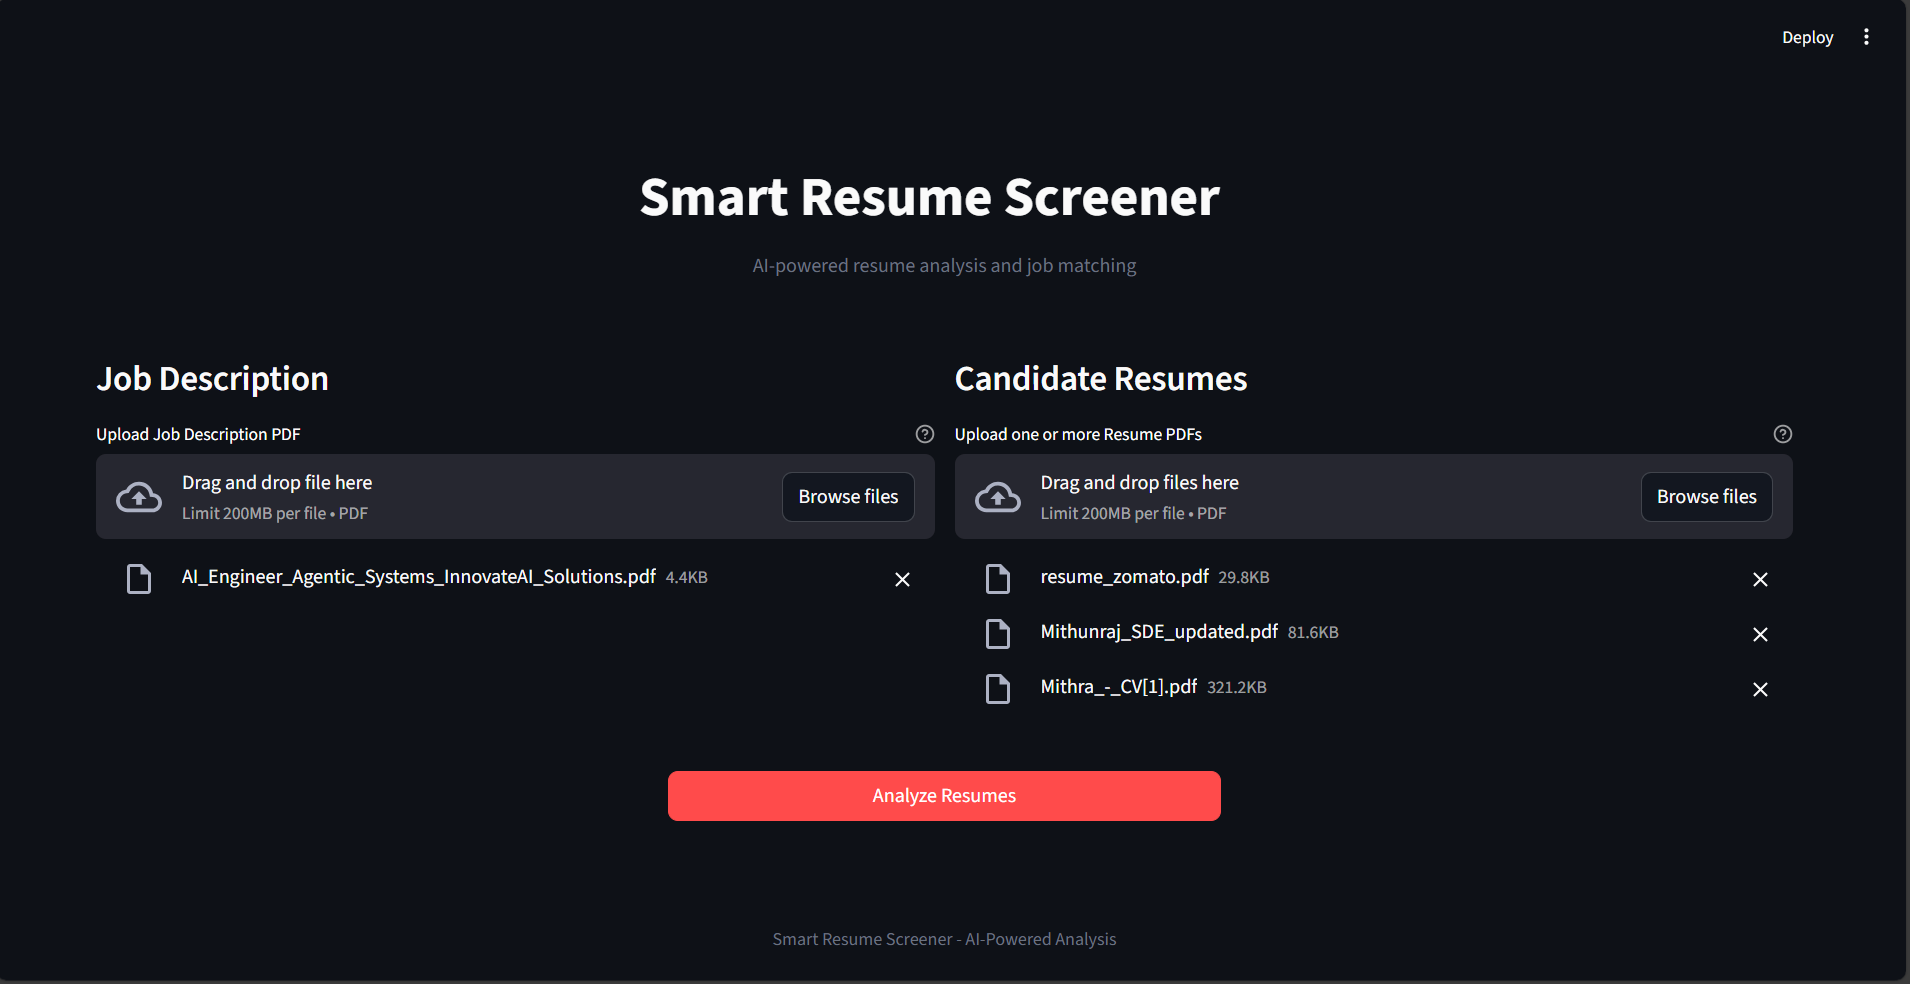 Deploy
Smart Resume Screener
AI-powered resume analysis and job matching
Job Description
Upload Job Description PDF
Drag and drop file here
Limit 200MB per file • PDF
Browse files
AI_Engineer_Agentic_Systems_InnovateAI_Solutions.pdf 4.4KB
Candidate Resumes
Upload one or more Resume PDFs
Drag and drop files here
Limit 200MB per file • PDF
Browse files
resume_zomato.pdf 29.8KB
Mithunraj_SDE_updated.pdf 81.6KB
Mithra_-_CV[1].pdf 321.2KB
Analyze Resumes
Smart Resume Screener - AI-Powered Analysis